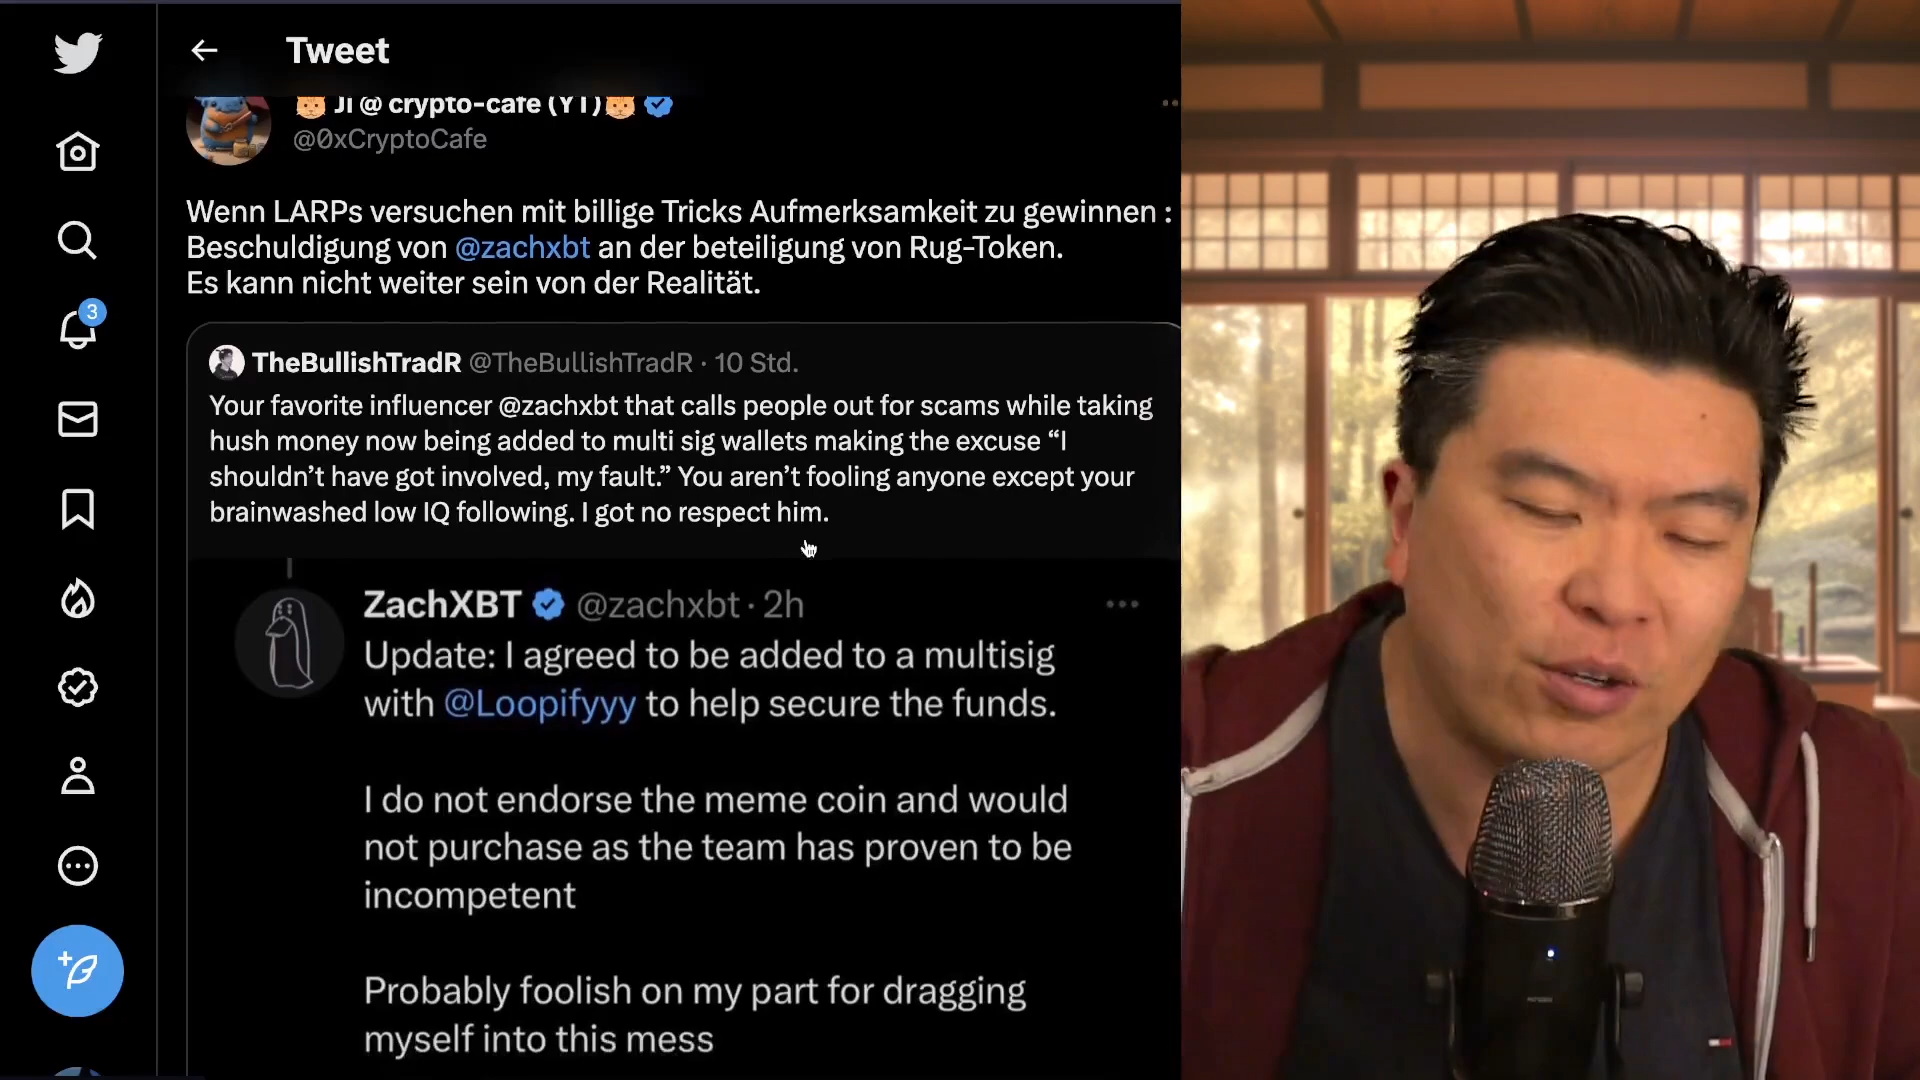 Tweet
Ji @ crypto-cafe (YT)
@0xCryptoCafe
Wenn LARPs versuchen mit billige Tricks Aufmerksamkeit zu gewinnen :
Beschuldigung von @zachxbt an der beteiligung von Rug-Token.
Es kann nicht weiter sein von der Realität.
3
TheBullishTradR @TheBullishTradR · 10 Std.
Your favorite influencer @zachxbt that calls people out for scams while taking
hush money now being added to multi sig wallets making the excuse “I
shouldn’t have got involved, my fault.” You aren’t fooling anyone except your
brainwashed low IQ following. I got no respect him.
ZachXBT @zachxbt · 2h
Update: I agreed to be added to a multisig
with @Loopifyyy to help secure the funds.
I do not endorse the meme coin and would
not purchase as the team has proven to be
incompetent
Probably foolish on my part for dragging
myself into this mess